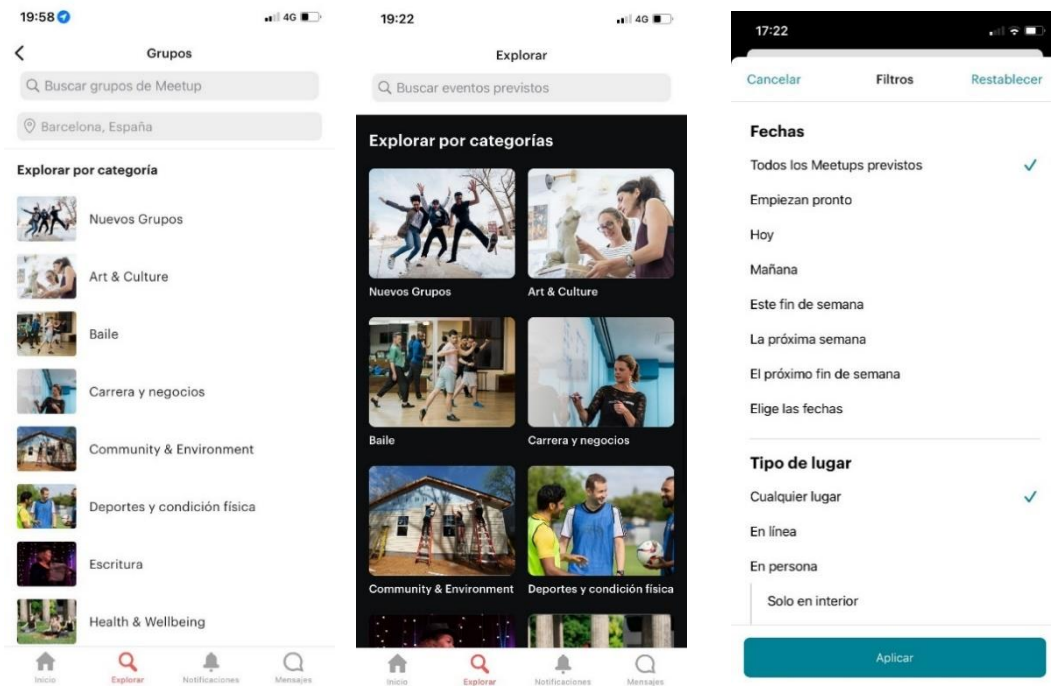 19:58
4G
Grupos
Buscar grupos de Meetup
Barcelona, España
Explorar por categoría
Nuevos Grupos
Art & Culture
Baile
Carrera y negocios
Community & Environment
Deportes y condición física
Escritura
Health & Wellbeing
Inicio
Explorar
Notificaciones
Mensajes
19:22
4G
Explorar
Buscar eventos previstos
Explorar por categorías
Nuevos Grupos
Art & Culture
Baile
Carrera y negocios
Community & Environment
Deportes y condición física
Inicio
Explorar
Notificaciones
Mensajes
17:22
Cancelar
Filtros
Restablecer
Fechas
Todos los Meetups previstos
Empiezan pronto
Hoy
Mañana
Este fin de semana
La próxima semana
El próximo fin de semana
Elige las fechas
Tipo de lugar
Cualquier lugar
En línea
En persona
Solo en interior
Aplicar